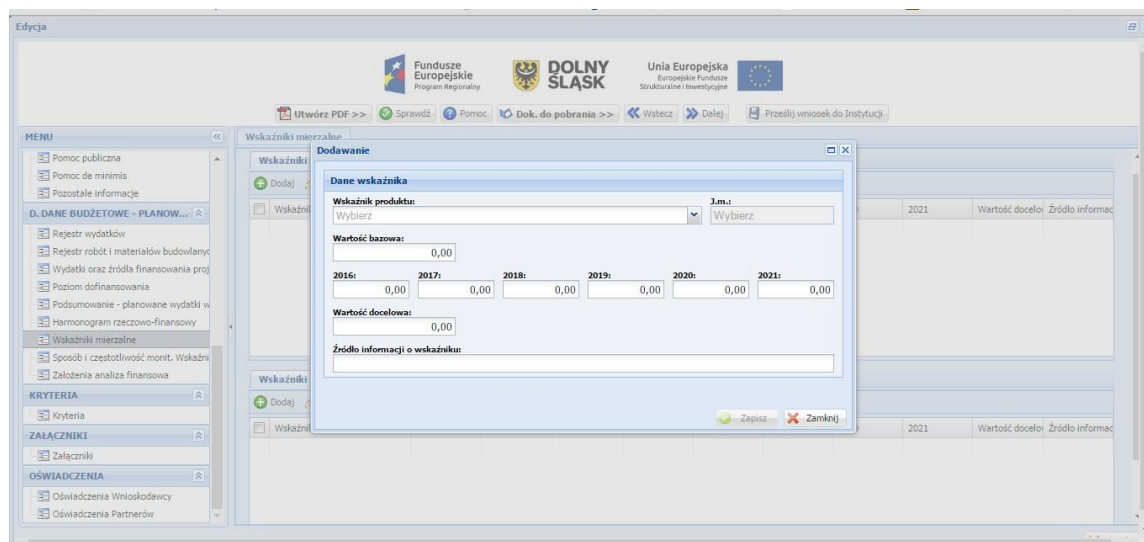 Edycja
Fundusze
Europejskie
Program Regionalny
DOLNY
ŚLĄSK
Unia Europejska
Europejskie Fundusze
Strukturalne i Inwestycyjne
Utwórz PDF >> Sprawdź Pomoc Dok. do pobrania >> Wstecz Dalej Prześlij wniosek do Instytucji
MENU
Pomoc publiczna
Pomoc de minimis
Pozostałe informacje
D. DANE BUDŻETOWE - PLANOW...
Rejestr wydatków
Rejestr robót i materiałów budowlanyc
Wydatki oraz źródła finansowania proj
Poziom dofinansowania
Podsumowanie - planowane wydatki w
Harmonogram rzeczowo-finansowy
Wskaźniki mierzalne
Sposób i częstotliwość monit. Wskaźni
Założenia analiza finansowa
KRYTERIA
Kryteria
ZAŁĄCZNIKI
Załączniki
OŚWIADCZENIA
Oświadczenia Wnioskodawcy
Oświadczenia Partnerów
Wskaźniki mierzalne
Wskaźniki
Dodaj
Wskaźnil 2021 Wartość docelow Źródło informac
Dodawanie
Dane wskaźnika
Wskaźnik produktu: J.m.:
Wybierz Wybierz
Wartość bazowa:
0,00
2016: 2017: 2018: 2019: 2020: 2021:
0,00 0,00 0,00 0,00 0,00 0,00
Wartość docelowa:
0,00
Źródło informacji o wskaźniku:
Zapisz Zamknij
Wskaźniki
Dodaj
Wskaźnil 2021 Wartość docelow Źródło informac